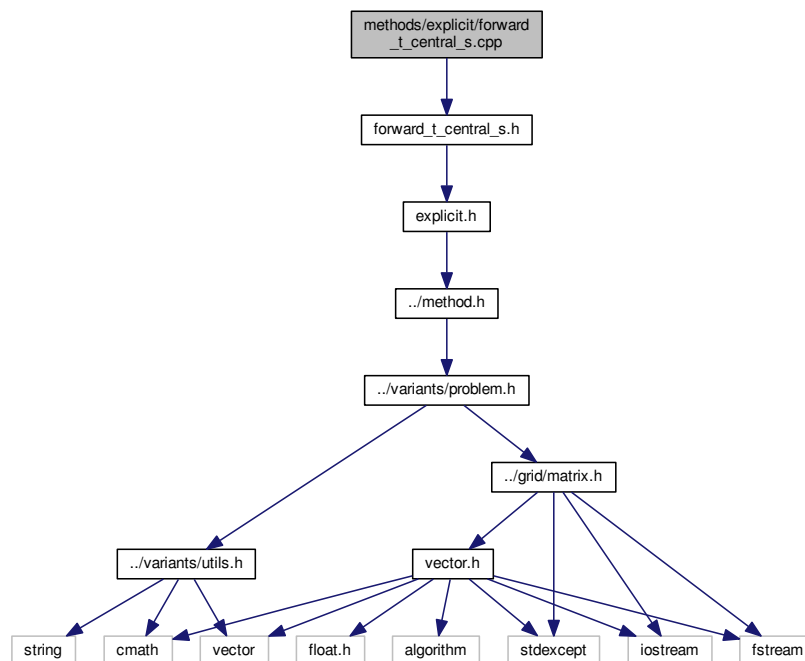 methods/explicit/forward
_t_central_s.cpp
forward_t_central_s.h
explicit.h
../method.h
../variants/problem.h
../grid/matrix.h
../variants/utils.h
vector.h
string
cmath
vector
float.h
algorithm
stdexcept
iostream
fstream